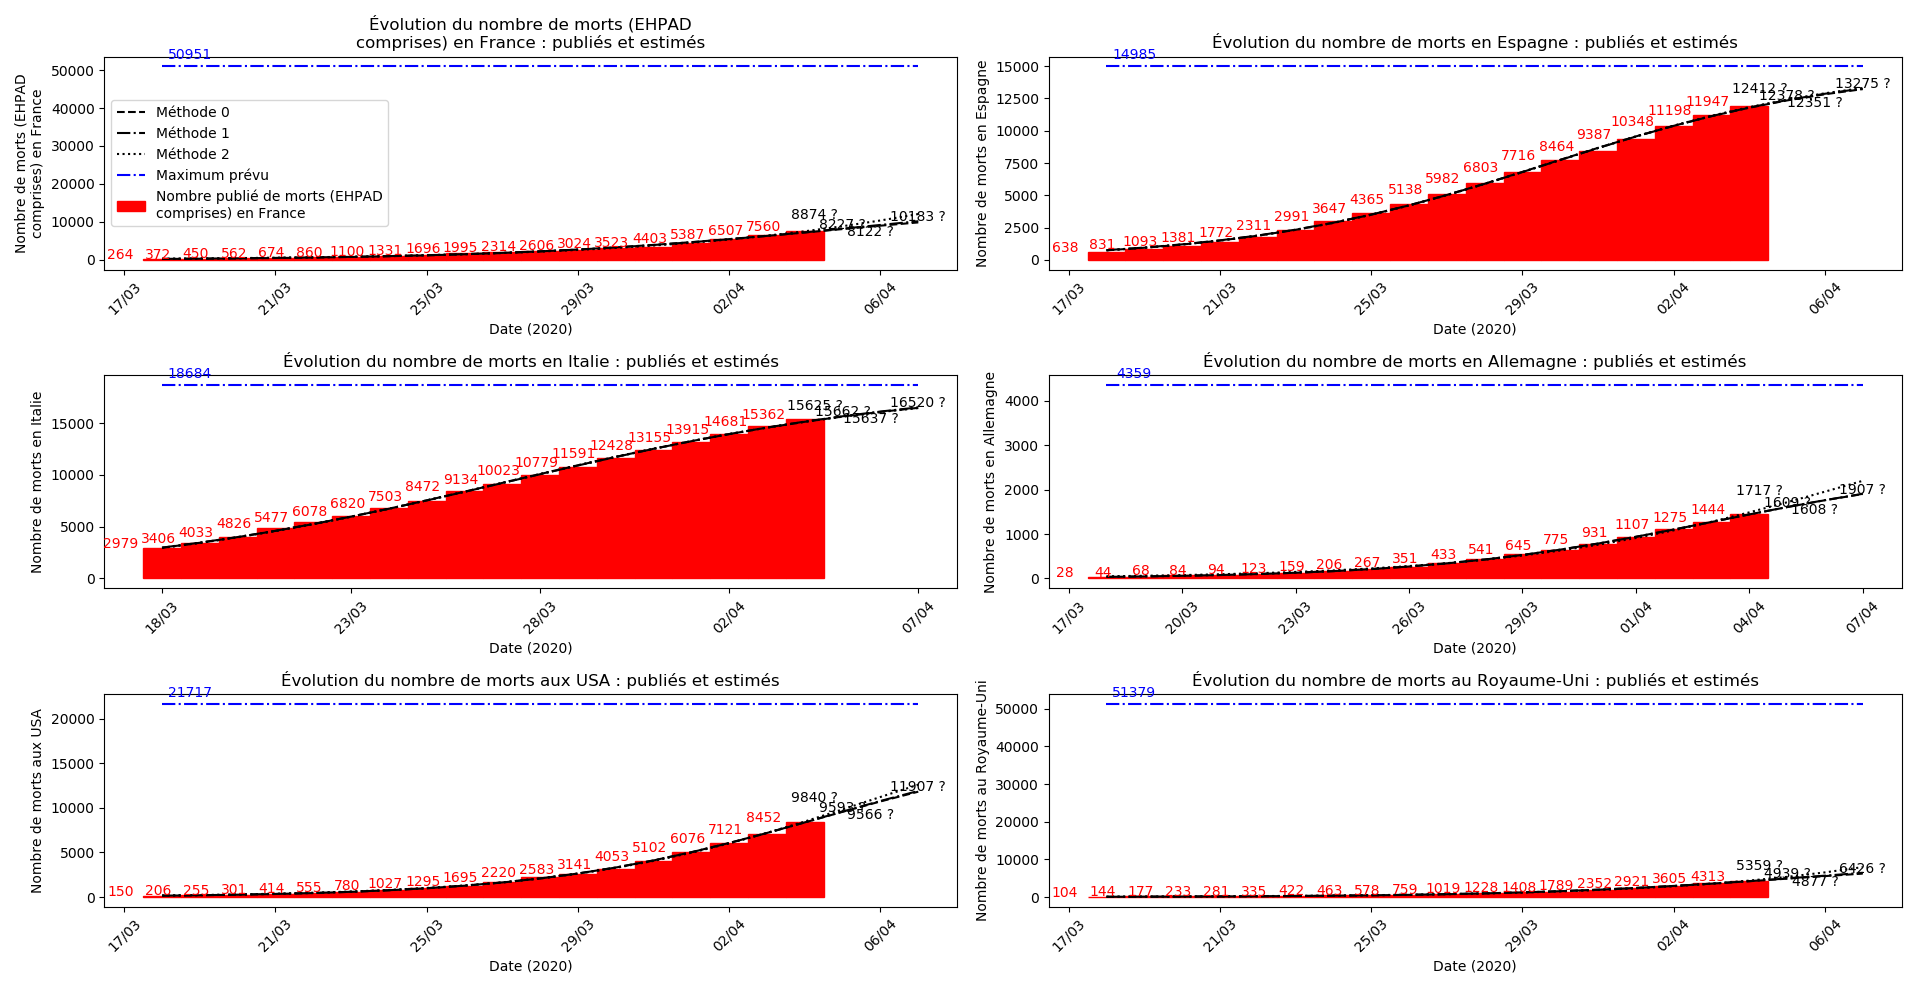 Évolution du nombre de morts (EHPAD
comprises) en France : publiés et estimés
Nombre de morts (EHPAD
comprises) en France
50951
50000
40000
30000
20000
10000
0
Méthode 0
Méthode 1
Méthode 2
Maximum prévu
Nombre publié de morts (EHPAD
comprises) en France
264 372 450 562 674 860 1100 1331 1696 1995 2314 2606 3024 3523 4403 5387 6507 7560
8874 ? 8227 ? 8122 ? 10183 ?
17/03 21/03 25/03 29/03 02/04 06/04
Date (2020)
Évolution du nombre de morts en Espagne : publiés et estimés
Nombre de morts en Espagne
14985
15000
12500
10000
7500
5000
2500
0
638 831 1093 1381 1772 2311 2991 3647 4365 5138 5982 6803 7716 8464 9387 10348 11198 11947
12412 ? 12378 ? 12351 ? 13275 ?
17/03 21/03 25/03 29/03 02/04 06/04
Date (2020)
Évolution du nombre de morts en Italie : publiés et estimés
Nombre de morts en Italie
18684
15000
10000
5000
0
2979 3406 4033 4826 5477 6078 6820 7503 8472 9134 10023 10779 11591 12428 13155 13915 14681 15362
15625 ? 15662 ? 15637 ? 16520 ?
18/03 23/03 28/03 02/04 07/04
Date (2020)
Évolution du nombre de morts en Allemagne : publiés et estimés
Nombre de morts en Allemagne
4359
4000
3000
2000
1000
0
28 44 68 84 94 123 159 206 267 351 433 541 645 775 931 1107 1275 1444
1717 ? 1609 ? 1608 ? 1907 ?
17/03 20/03 23/03 26/03 29/03 01/04 04/04 07/04
Date (2020)
Évolution du nombre de morts aux USA : publiés et estimés
Nombre de morts aux USA
21717
20000
15000
10000
5000
0
150 206 255 301 414 555 780 1027 1295 1695 2220 2583 3141 4053 5102 6076 7121 8452
9840 ? 9593 ? 9566 ? 11907 ?
17/03 21/03 25/03 29/03 02/04 06/04
Date (2020)
Évolution du nombre de morts au Royaume-Uni : publiés et estimés
Nombre de morts au Royaume-Uni
51379
50000
40000
30000
20000
10000
0
104 144 177 233 281 335 422 463 578 759 1019 1228 1408 1789 2352 2921 3605 4313
5359 ? 4939 ? 4877 ? 6426 ?
17/03 21/03 25/03 29/03 02/04 06/04
Date (2020)